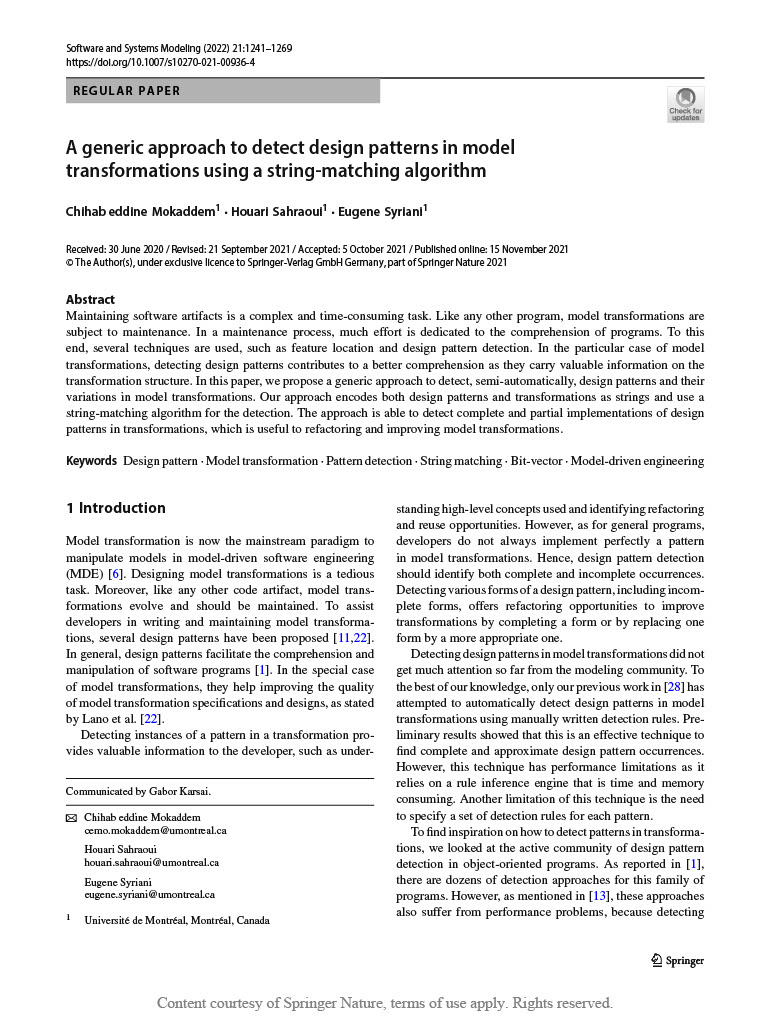 Software and Systems Modeling (2022) 21:1241–1269
https://doi.org/10.1007/s10270-021-00936-4
REGULAR PAPER
Check for
updates
A generic approach to detect design patterns in model
transformations using a string-matching algorithm
Chihab eddine Mokaddem1 · Houari Sahraoui1 · Eugene Syriani1
Received: 30 June 2020 / Revised: 21 September 2021 / Accepted: 5 October 2021 / Published online: 15 November 2021
© The Author(s), under exclusive licence to Springer-Verlag GmbH Germany, part of Springer Nature 2021
Abstract
Maintaining software artifacts is a complex and time-consuming task. Like any other program, model transformations are
subject to maintenance. In a maintenance process, much effort is dedicated to the comprehension of programs. To this
end, several techniques are used, such as feature location and design pattern detection. In the particular case of model
transformations, detecting design patterns contributes to a better comprehension as they carry valuable information on the
transformation structure. In this paper, we propose a generic approach to detect, semi-automatically, design patterns and their
variations in model transformations. Our approach encodes both design patterns and transformations as strings and use a
string-matching algorithm for the detection. The approach is able to detect complete and partial implementations of design
patterns in transformations, which is useful to refactoring and improving model transformations.
Keywords Design pattern · Model transformation · Pattern detection · String matching · Bit-vector · Model-driven engineering
1 Introduction
Model transformation is now the mainstream paradigm to
manipulate models in model-driven software engineering
(MDE) [6]. Designing model transformations is a tedious
task. Moreover, like any other code artifact, model trans-
formations evolve and should be maintained. To assist
developers in writing and maintaining model transforma-
tions, several design patterns have been proposed [11,22].
In general, design patterns facilitate the comprehension and
manipulation of software programs [1]. In the special case
of model transformations, they help improving the quality
of model transformation specifications and designs, as stated
by Lano et al. [22].
Detecting instances of a pattern in a transformation pro-
vides valuable information to the developer, such as under-
Communicated by Gabor Karsai.
Chihab eddine Mokaddem
cemo.mokaddem@umontreal.ca
Houari Sahraoui
houari.sahraoui@umontreal.ca
Eugene Syriani
eugene.syriani@umontreal.ca
1 Université de Montréal, Montréal, Canada
standing high-level concepts used and identifying refactoring
and reuse opportunities. However, as for general programs,
developers do not always implement perfectly a pattern
in model transformations. Hence, design pattern detection
should identify both complete and incomplete occurrences.
Detecting various forms of a design pattern, including incom-
plete forms, offers refactoring opportunities to improve
transformations by completing a form or by replacing one
form by a more appropriate one.
Detecting design patterns in model transformations did not
get much attention so far from the modeling community. To
the best of our knowledge, only our previous work in [28] has
attempted to automatically detect design patterns in model
transformations using manually written detection rules. Pre-
liminary results showed that this is an effective technique to
find complete and approximate design pattern occurrences.
However, this technique has performance limitations as it
relies on a rule inference engine that is time and memory
consuming. Another limitation of this technique is the need
to specify a set of detection rules for each pattern.
To find inspiration on how to detect patterns in transforma-
tions, we looked at the active community of design pattern
detection in object-oriented programs. As reported in [1],
there are dozens of detection approaches for this family of
programs. However, as mentioned in [13], these approaches
also suffer from performance problems, because detecting
Springer
Content courtesy of Springer Nature, terms of use apply. Rights reserved.